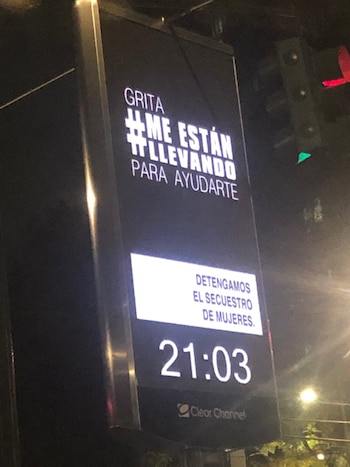 GRITA
#ME ESTÁN
#LLEVANDO
PARA AYUDARTE
DETENGAMOS
EL SECUESTRO
DE MUJERES.
21:03
Clear Channel